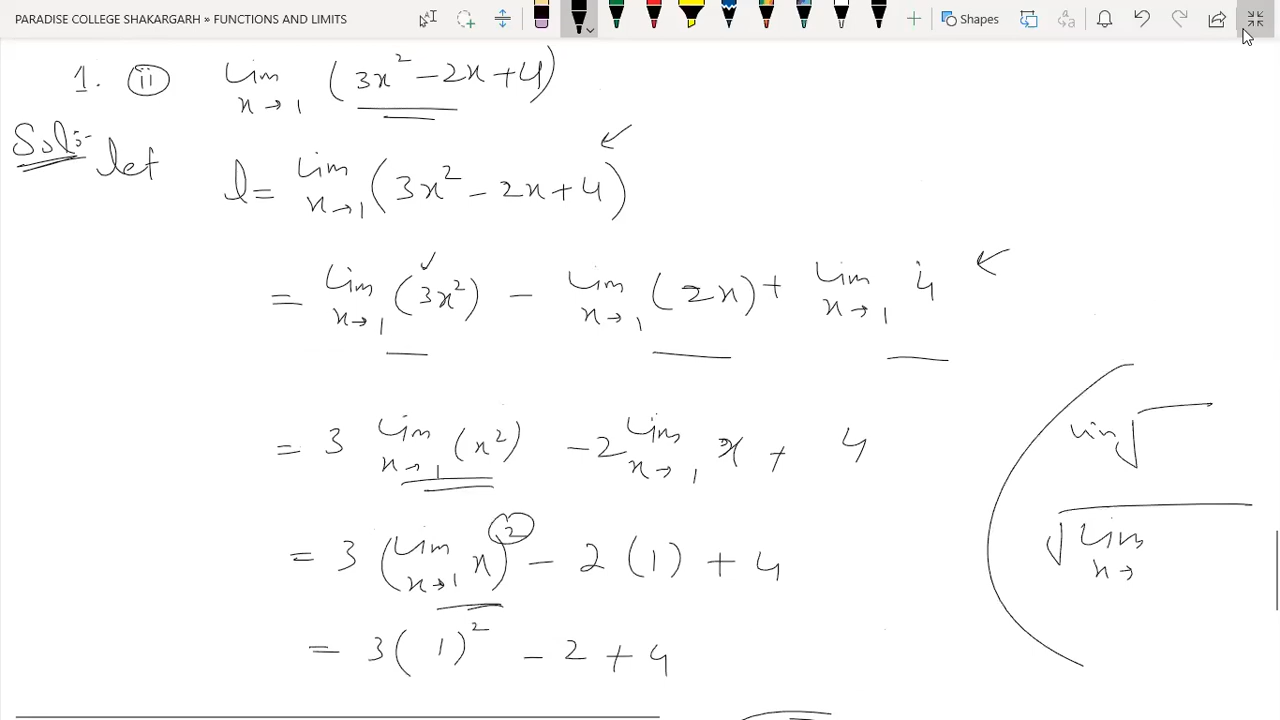 PARADISE COLLEGE SHAKARGARH » FUNCTIONS AND LIMITS
Shapes
1. ii Lim x→1 (3x² - 2x + 4)
Sol:- let
l = Lim x→1 (3x² - 2x + 4)
= Lim x→1 (3x²) - Lim x→1 (2x) + Lim x→1 4
= 3 Lim x→1 (x²) - 2 Lim x→1 x + 4
= 3 (Lim x→1 x)² - 2 (1) + 4
= 3 (1)² - 2 + 4
Lim √
√ Lim x→